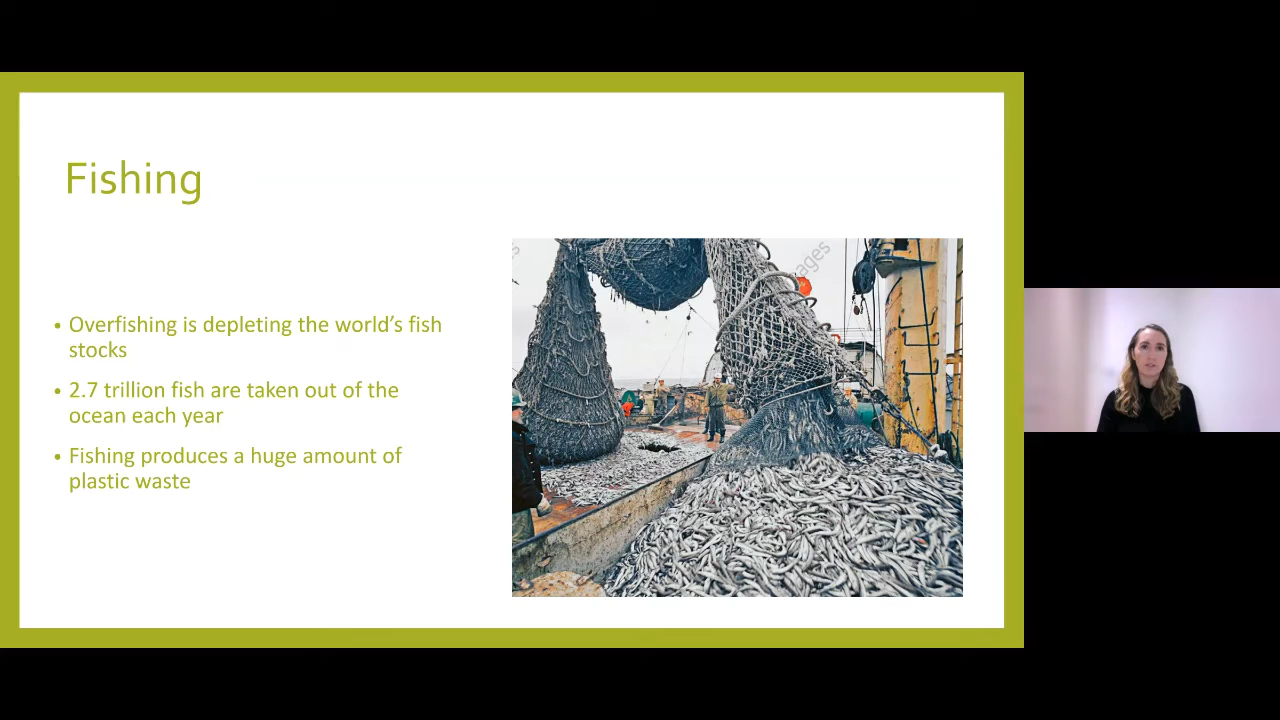 Fishing
• Overfishing is depleting the world’s fish
stocks
• 2.7 trillion fish are taken out of the
ocean each year
• Fishing produces a huge amount of
plastic waste
ages